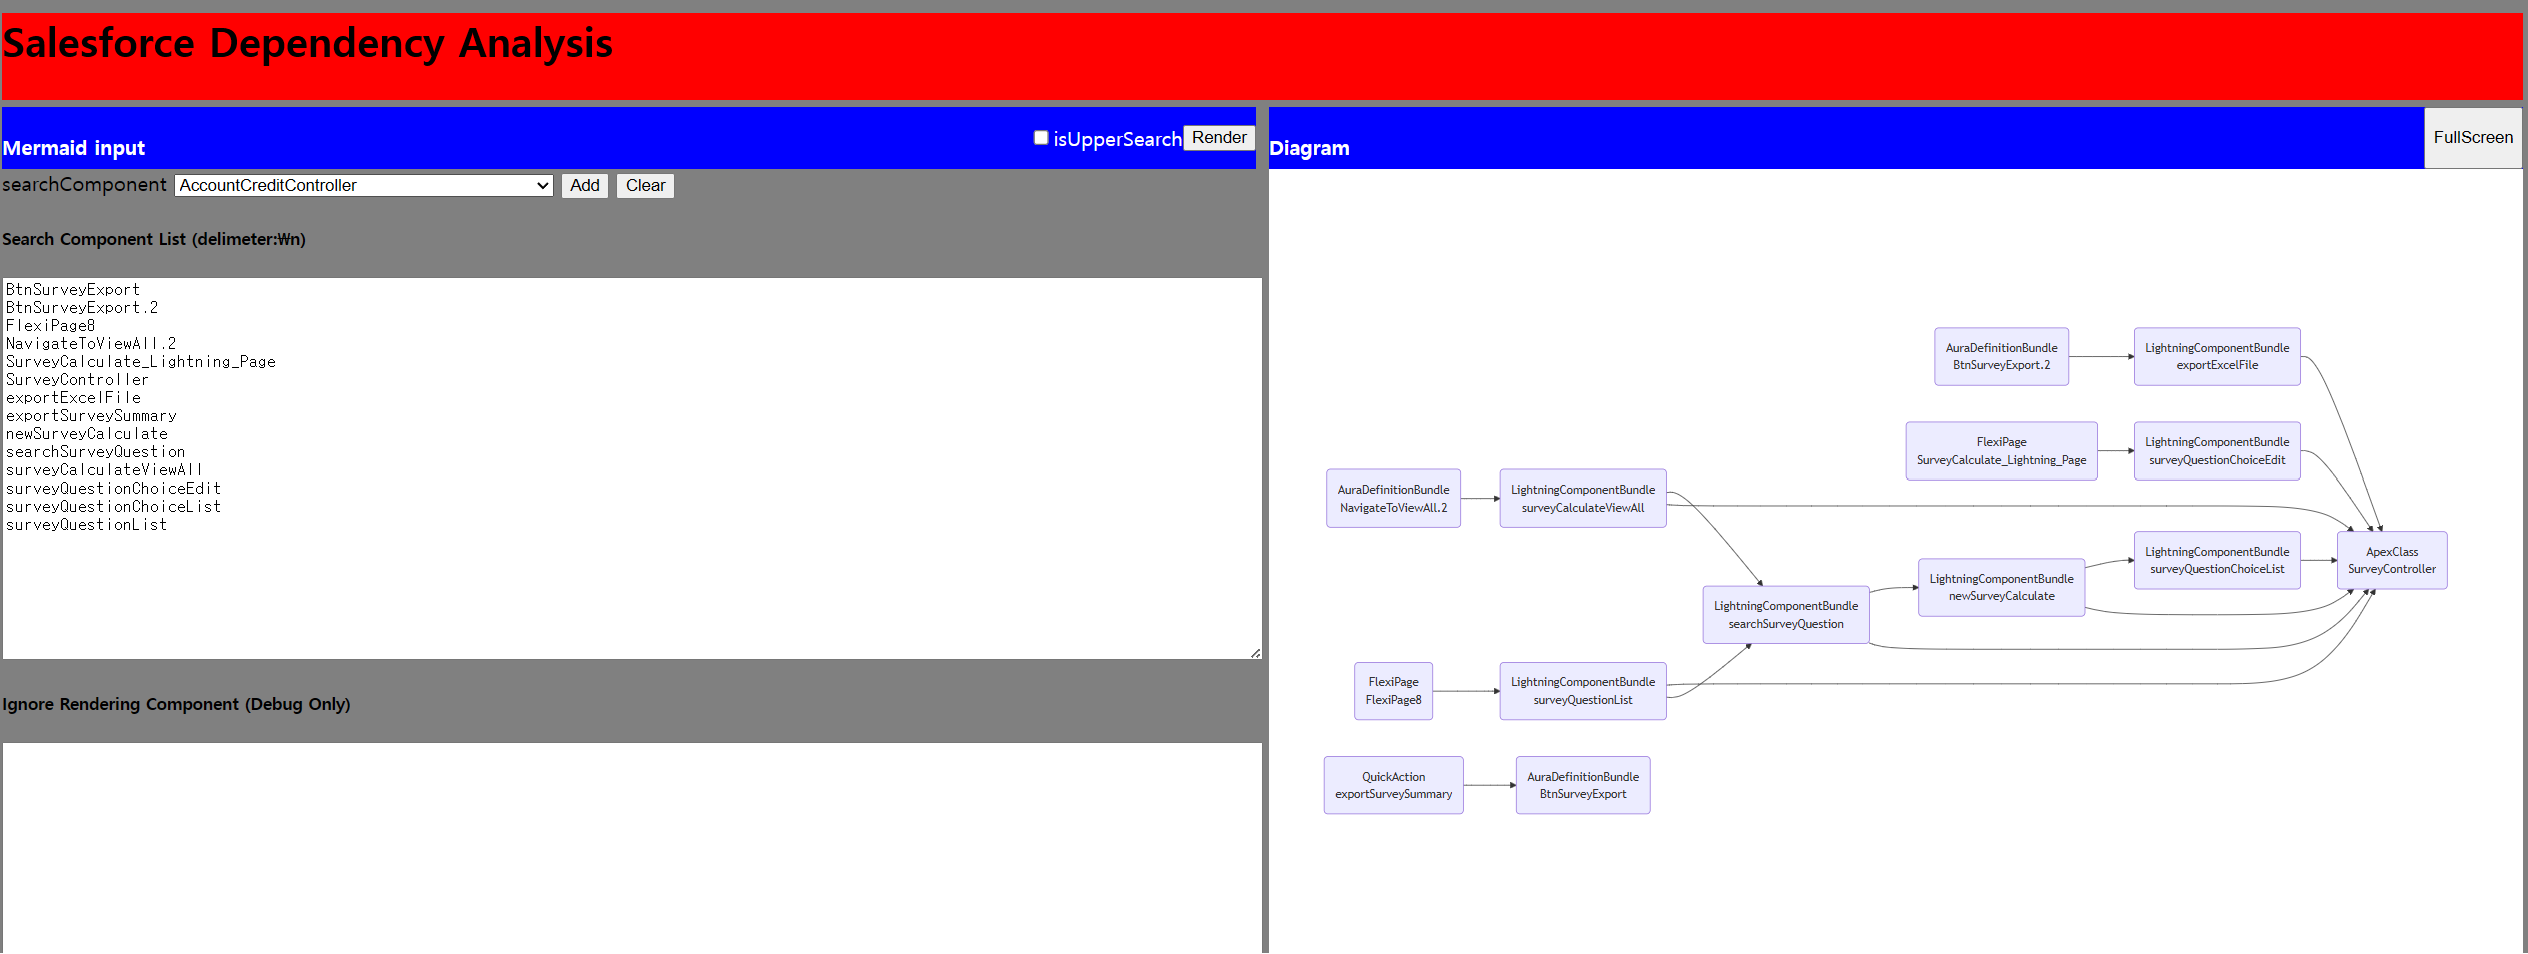 Salesforce Dependency Analysis
Mermaid input
isUpperSearch
Render
searchComponent
AccountCreditController
Add
Clear
Search Component List (delimeter:₩n)
BtnSurveyExport
BtnSurveyExport.2
FlexiPage8
NavigateToViewAll.2
SurveyCalculate_Lightning_Page
SurveyController
exportExcelFile
exportSurveySummary
newSurveyCalculate
searchSurveyQuestion
surveyCalculateViewAll
surveyQuestionChoiceEdit
surveyQuestionChoiceList
surveyQuestionList
Ignore Rendering Component (Debug Only)
Diagram
FullScreen
AuraDefinitionBundle
BtnSurveyExport.2
LightningComponentBundle
exportExcelFile
FlexiPage
SurveyCalculate_Lightning_Page
LightningComponentBundle
surveyQuestionChoiceEdit
AuraDefinitionBundle
NavigateToViewAll.2
LightningComponentBundle
surveyCalculateViewAll
LightningComponentBundle
surveyQuestionChoiceList
ApexClass
SurveyController
LightningComponentBundle
newSurveyCalculate
LightningComponentBundle
searchSurveyQuestion
FlexiPage
FlexiPage8
LightningComponentBundle
surveyQuestionList
QuickAction
exportSurveySummary
AuraDefinitionBundle
BtnSurveyExport